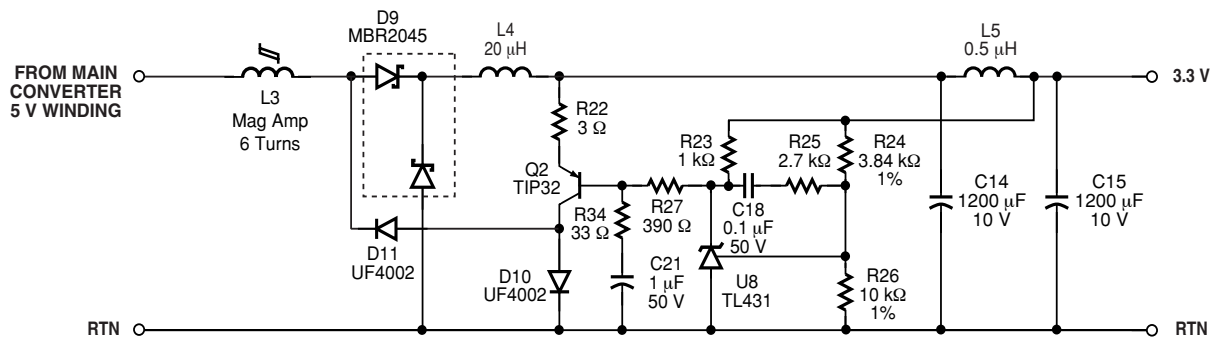 D9
MBR2045
L4
20 µH
L5
0.5 µH
FROM MAIN
CONVERTER
5 V WINDING
3.3 V
L3
Mag Amp
6 Turns
R22
3 Ω
R23
1 kΩ
R25
2.7 kΩ
R24
3.84 kΩ
1%
Q2
TIP32
C14
1200 µF
10 V
C15
1200 µF
10 V
R34
33 Ω
R27
390 Ω
C18
0.1 µF
50 V
D11
UF4002
D10
UF4002
C21
1 µF
50 V
U8
TL431
R26
10 kΩ
1%
RTN
RTN